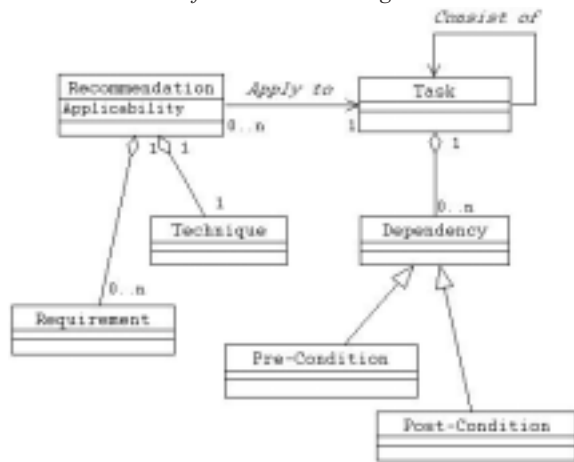 Consist of
Recommendation
Applicability
Apply to
Task
0..n
1
1
1
1
1
0..n
Technique
Dependency
0..n
Requirement
Pre-Condition
Post-Condition